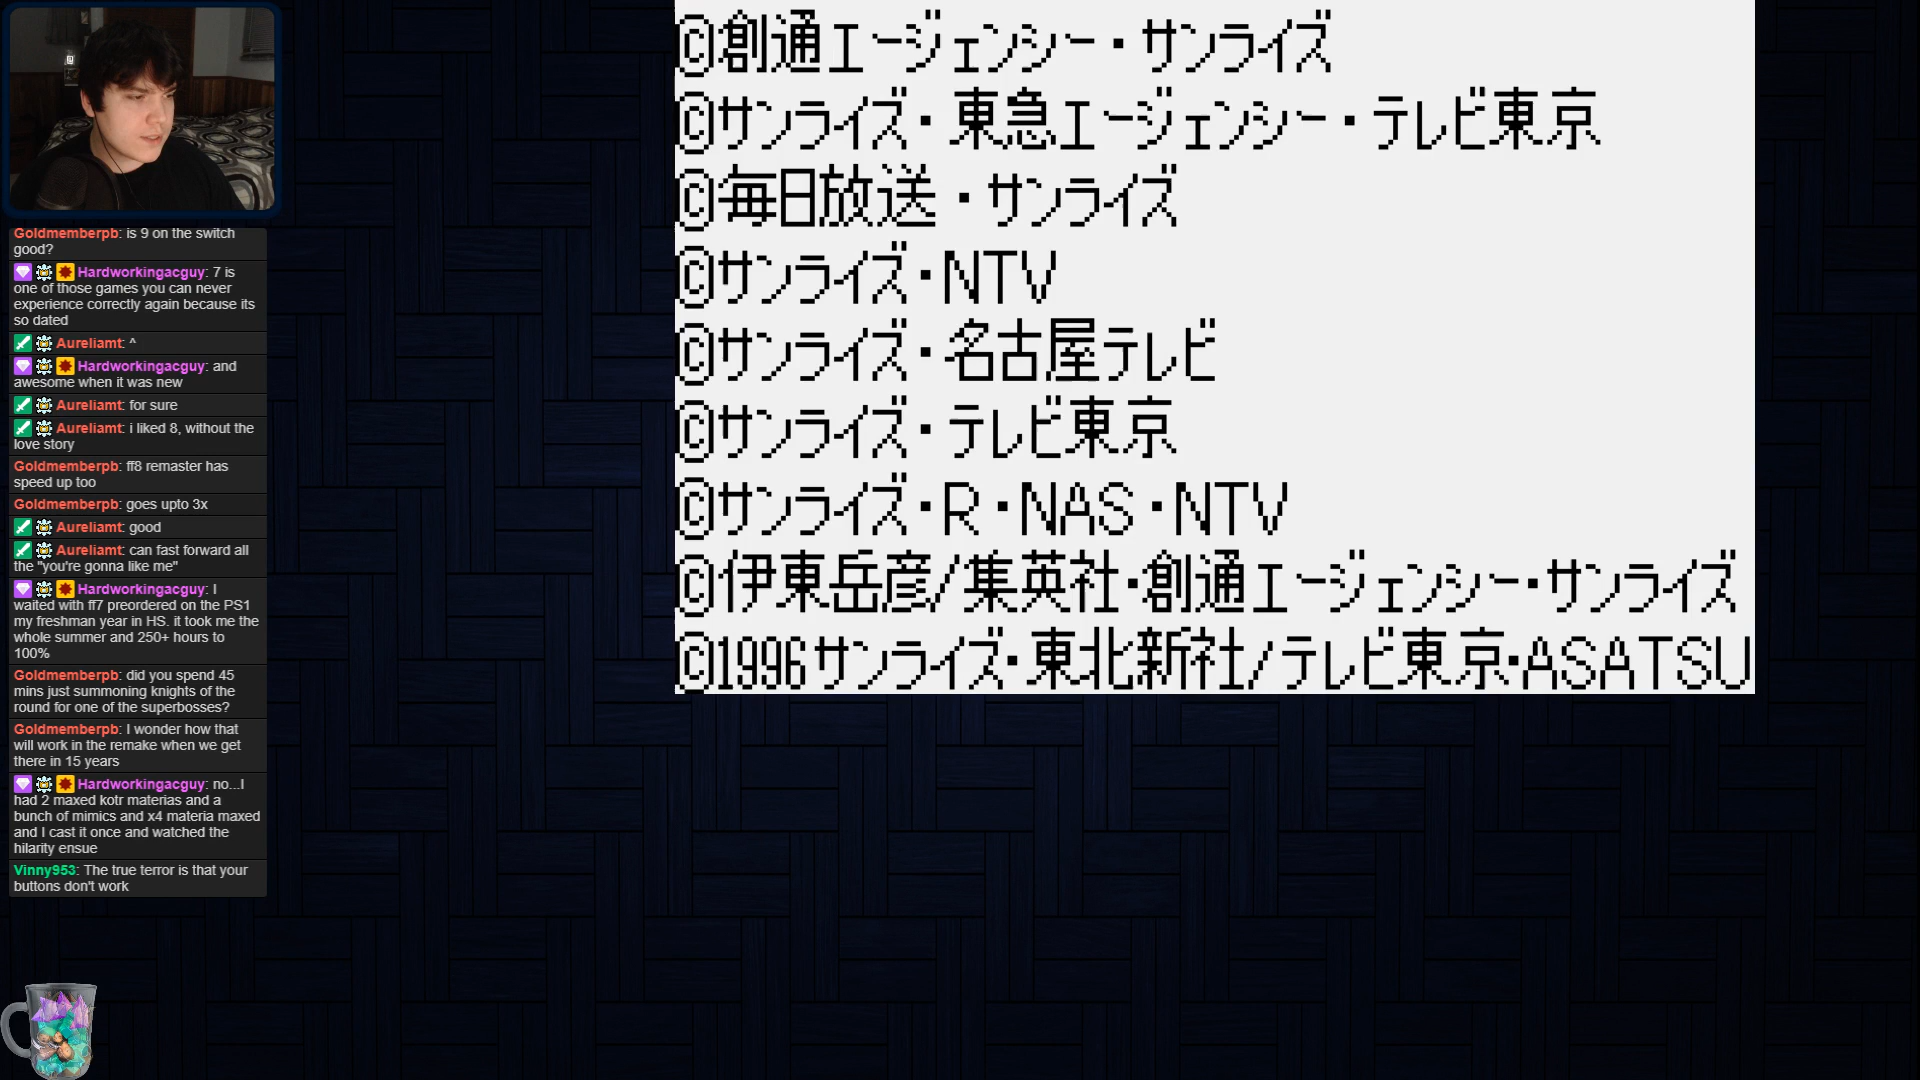 Goldmemberpb: is 9 on the switch
good?
Hardworkingacguy: 7 is
one of those games you can never
experience correctly again because its
so dated
Aureliamt: ^
Hardworkingacguy: and
awesome when it was new
Aureliamt: for sure
Aureliamt: i liked 8, without the
love story
Goldmemberpb: ff8 remaster has
speed up too
Goldmemberpb: goes upto 3x
Aureliamt: good
Aureliamt: can fast forward all
the "you're gonna like me"
Hardworkingacguy: I
waited with ff7 preordered on the PS1
my freshman year in HS. it took me the
whole summer and 250+ hours to
100%
Goldmemberpb: did you spend 45
mins just summoning knights of the
round for one of the superbosses?
Goldmemberpb: I wonder how that
will work in the remake when we get
there in 15 years
Hardworkingacguy: no...I
had 2 maxed kotr materias and a
bunch of mimics and x4 materia maxed
and I cast it once and watched the
hilarity ensue
Vinny953: The true terror is that your
buttons don't work
©創通エージェンシー・サンライズ
©サンライズ・東急エージェンシー・テレビ東京
©毎日放送・サンライズ
©サンライズ・NTV
©サンライズ・名古屋テレビ
©サンライズ・テレビ東京
©サンライズ・R・NAS・NTV
©伊東岳彦/集英社・創通エージェンシー・サンライズ
©1996サンライズ・東北新社/テレビ東京・ASATSU